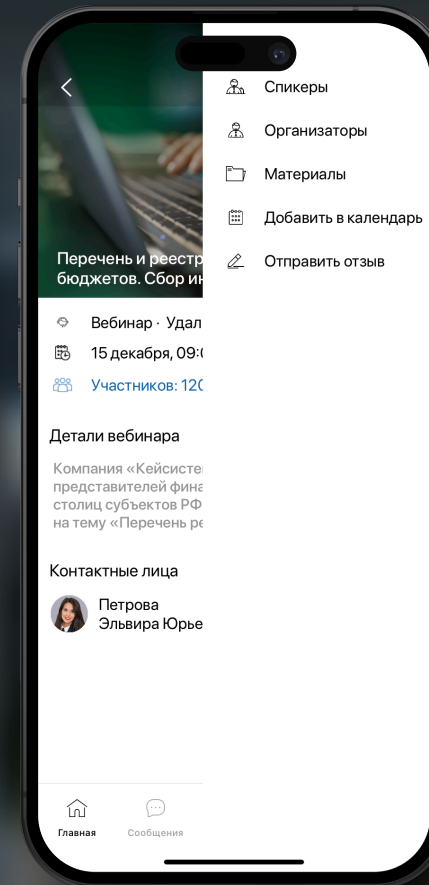 Спикеры
Организаторы
Материалы
Добавить в календарь
Отправить отзыв
Перечень и реестр
бюджетов. Сбор
Вебинар · Удал
15 декабря, 09:
Участников: 120
Детали вебинара
Компания «Кейсисте
представителей фина
столиц субъектов РФ
на тему «Перечень ре
Контактные лица
Петрова
Эльвира Юрье
Главная
Сообщения